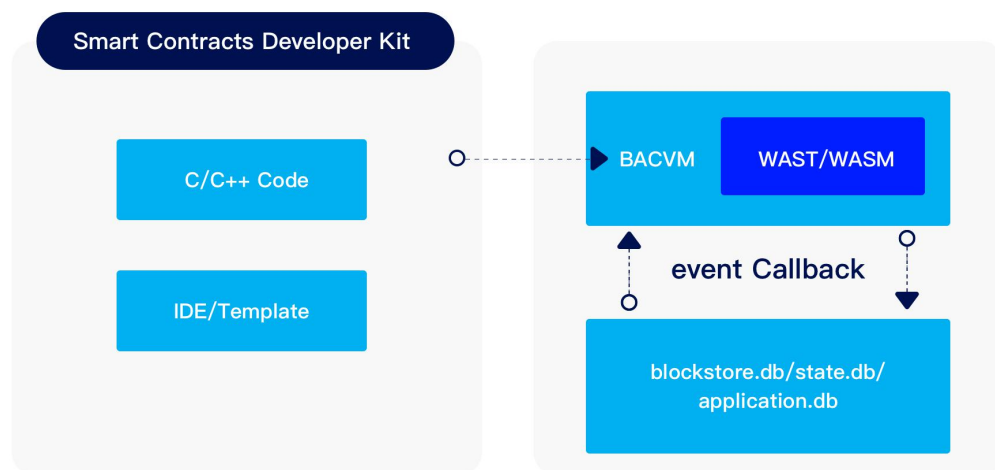 Smart Contracts Developer Kit
C/C++ Code
IDE/Template
BACVM
WAST/WASM
event Callback
blockstore.db/state.db/
application.db